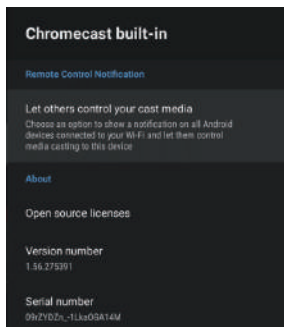 Chromecast built-in
Remote Control Notification
Let others control your cast media
Choose an option to show a notification on all Android
devices connected to your Wi-Fi and let them control
media casting to this device
About
Open source licenses
Version number
1.56.275391
Serial number